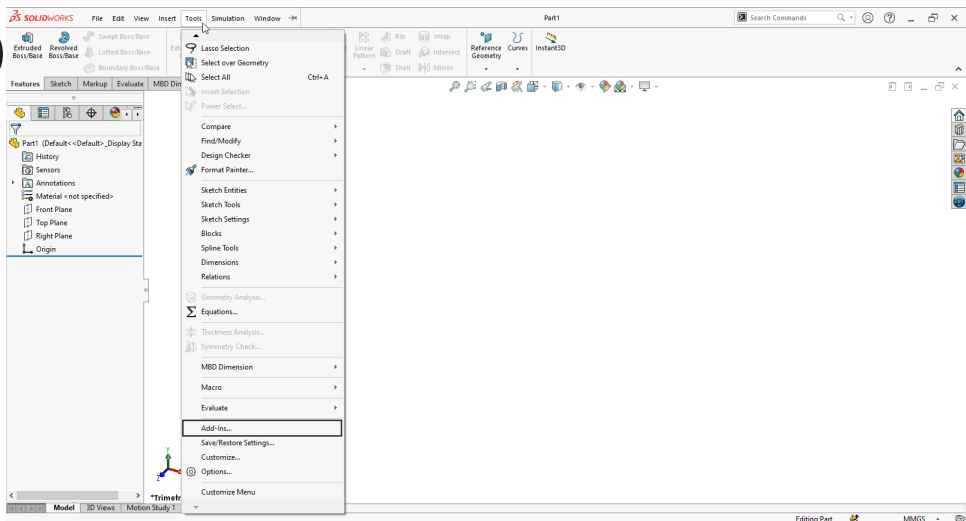 SOLIDWORKS File Edit View Insert Tools Simulation Window Part1 Search Commands
Extruded Boss/Base
Revolved Boss/Base
Swept Boss/Base
Lofted Boss/Base
Boundary Boss/Base
Linear Pattern
Rib
Draft
Shell
Wrap
Intersect
Mirror
Reference Geometry
Curves
Instant3D
Features Sketch Markup Evaluate MBD Din
Part1 (Default<<Default>_Display Sta
History
Sensors
Annotations
Material <not specified>
Front Plane
Top Plane
Right Plane
Origin
Lasso Selection
Select over Geometry
Select All Ctrl+A
Invert Selection
Power Select...
Compare
Find/Modify
Design Checker
Format Painter...
Sketch Entities
Sketch Tools
Sketch Settings
Blocks
Spline Tools
Dimensions
Relations
Geometry Analysis...
Equations...
Thickness Analysis...
Symmetry Check...
MBD Dimension
Macro
Evaluate
Add-Ins...
Save/Restore Settings...
Customize...
Options...
Customize Menu
Y
Z
*Trimetr
Model 3D Views Motion Study 1
Editing Part MMGS